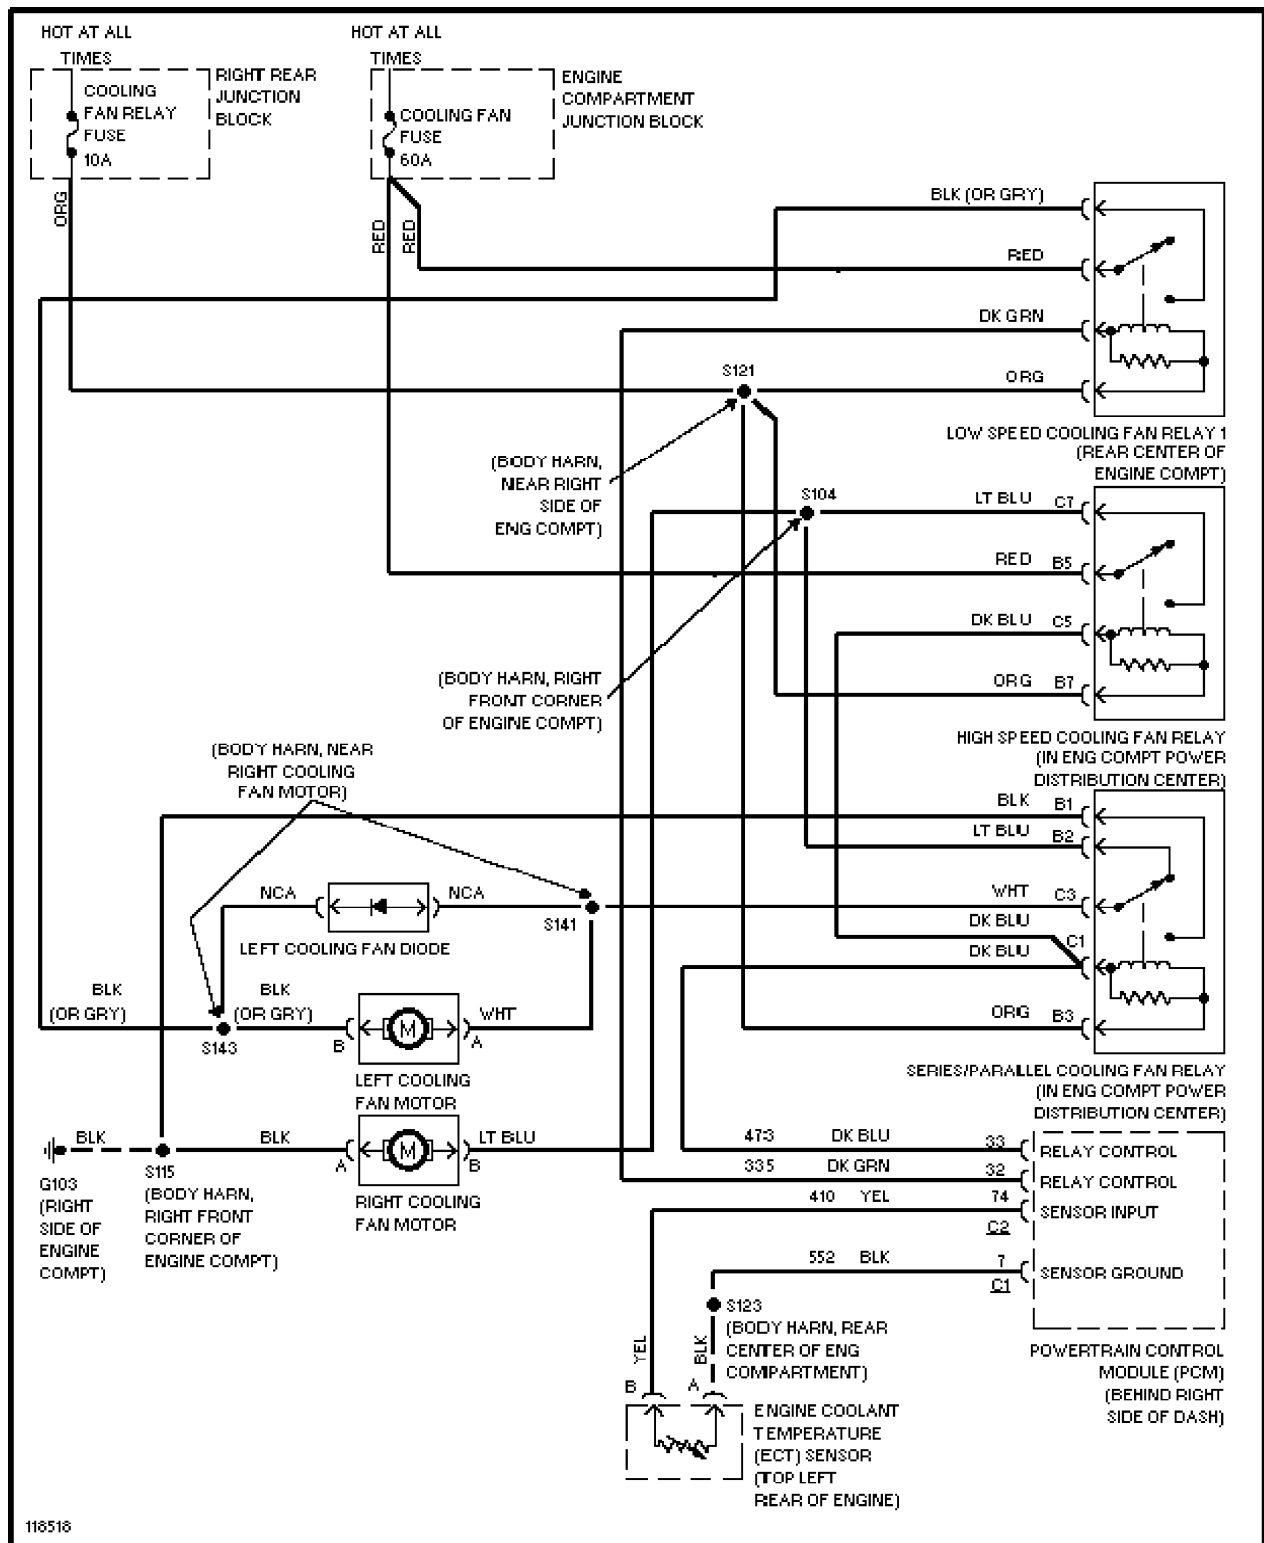 HOT AT ALL
TIMES
COOLING
FAN RELAY
FUSE
10A
RIGHT REAR
JUNCTION
BLOCK
HOT AT ALL
TIMES
COOLING FAN
FUSE
60A
ENGINE
COMPARTMENT
JUNCTION BLOCK
ORG
RED
RED
BLK (OR GRY)
RED
DK GRN
ORG
S121
LOW SPEED COOLING FAN RELAY 1
(REAR CENTER OF
ENGINE COMPT)
(BODY HARN,
NEAR RIGHT
SIDE OF
ENG COMPT)
S104
LT BLU C7
RED B5
DK BLU C5
ORG B7
(BODY HARN, RIGHT
FRONT CORNER
OF ENGINE COMPT)
HIGH SPEED COOLING FAN RELAY
(IN ENG COMPT POWER
DISTRIBUTION CENTER)
(BODY HARN, NEAR
RIGHT COOLING
FAN MOTOR)
BLK B1
LT BLU B2
WHT C3
DK BLU
C1
DK BLU
ORG B3
NCA
NCA
S141
LEFT COOLING FAN DIODE
BLK
(OR GRY)
BLK
(OR GRY)
WHT
S143
B
M
A
LEFT COOLING
FAN MOTOR
SERIES/PARALLEL COOLING FAN RELAY
(IN ENG COMPT POWER
DISTRIBUTION CENTER)
BLK
BLK
LT BLU
A
M
B
G103
(RIGHT
SIDE OF
ENGINE
COMPT)
S115
(BODY HARN,
RIGHT FRONT
CORNER OF
ENGINE COMPT)
RIGHT COOLING
FAN MOTOR
473 DK BLU 33
RELAY CONTROL
335 DK GRN 32
RELAY CONTROL
410 YEL 74
SENSOR INPUT
C2
552 BLK 7
SENSOR GROUND
C1
S123
(BODY HARN, REAR
CENTER OF ENG
COMPARTMENT)
POWERTRAIN CONTROL
MODULE (PCM)
(BEHIND RIGHT
SIDE OF DASH)
YEL
BLK
B
A
ENGINE COOLANT
TEMPERATURE
(ECT) SENSOR
(TOP LEFT
REAR OF ENGINE)
118518